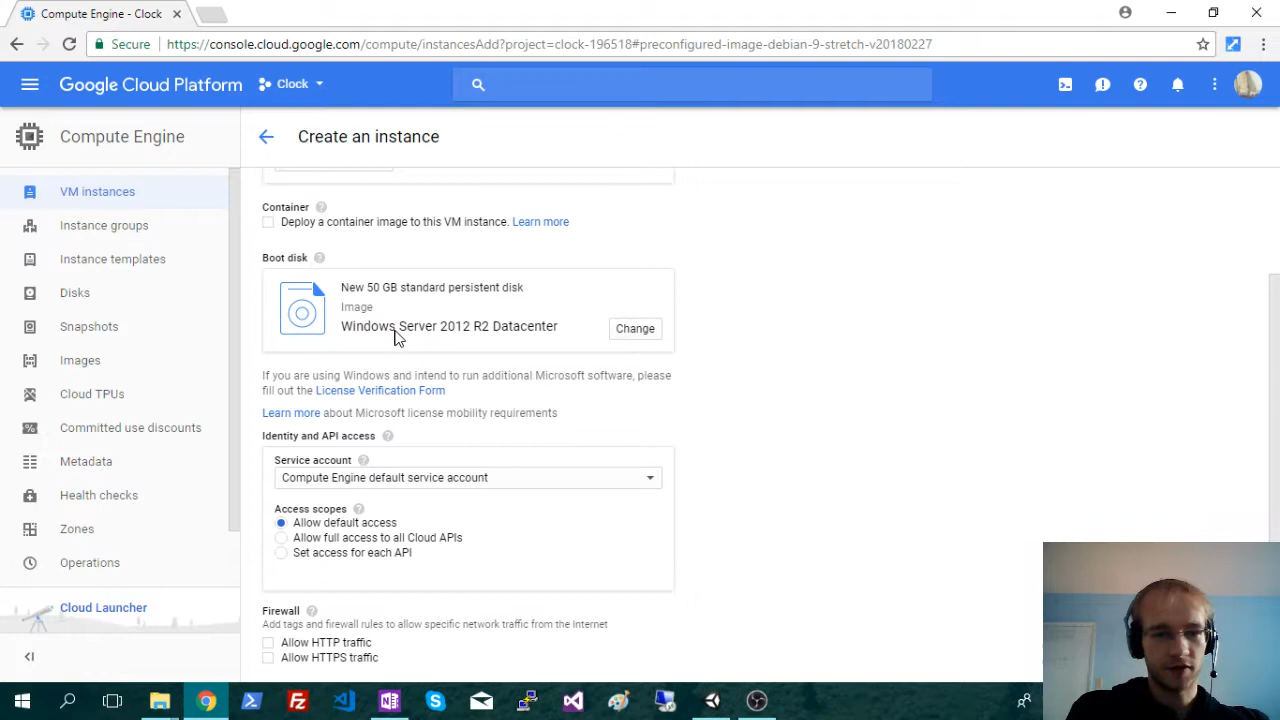 Compute Engine - Clock
Secure
https://console.cloud.google.com/compute/instancesAdd?project=clock-196518#preconfigured-image-debian-9-stretch-v20180227
Google Cloud Platform
Clock
Compute Engine
Create an instance
VM instances
Instance groups
Instance templates
Disks
Snapshots
Images
Cloud TPUs
Committed use discounts
Metadata
Health checks
Zones
Operations
Cloud Launcher
Container
Deploy a container image to this VM instance. Learn more
Boot disk
New 50 GB standard persistent disk
Image
Windows Server 2012 R2 Datacenter
Change
If you are using Windows and intend to run additional Microsoft software, please
fill out the License Verification Form
Learn more about Microsoft license mobility requirements
Identity and API access
Service account
Compute Engine default service account
Access scopes
Allow default access
Allow full access to all Cloud APIs
Set access for each API
Firewall
Add tags and firewall rules to allow specific network traffic from the Internet
Allow HTTP traffic
Allow HTTPS traffic